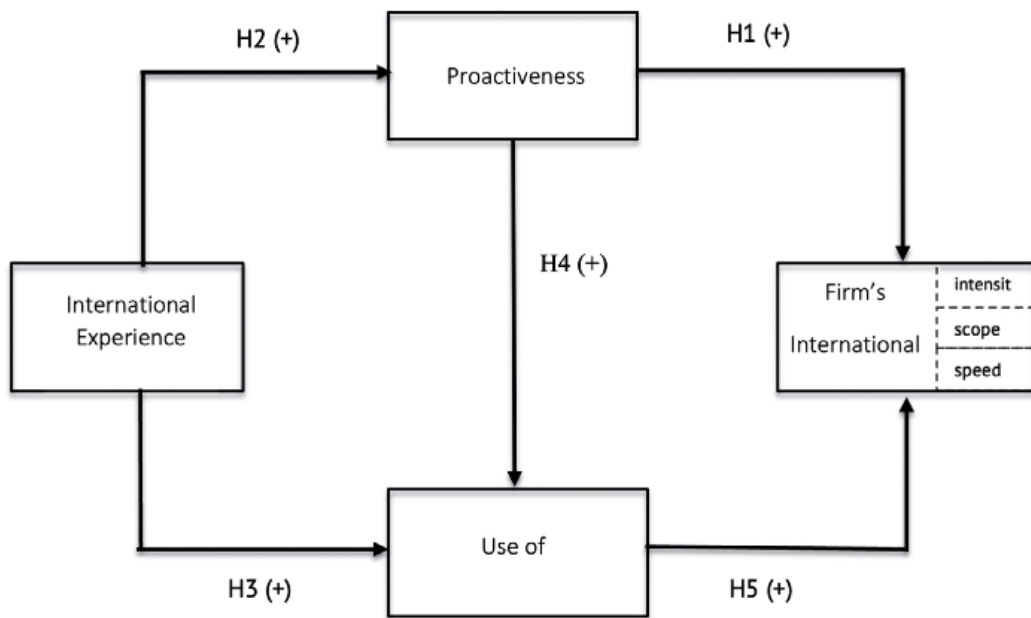 H2 (+)
H1 (+)
Proactiveness
H4 (+)
International
Experience
Firm's
International
intensit
scope
speed
Use of
H3 (+)
H5 (+)